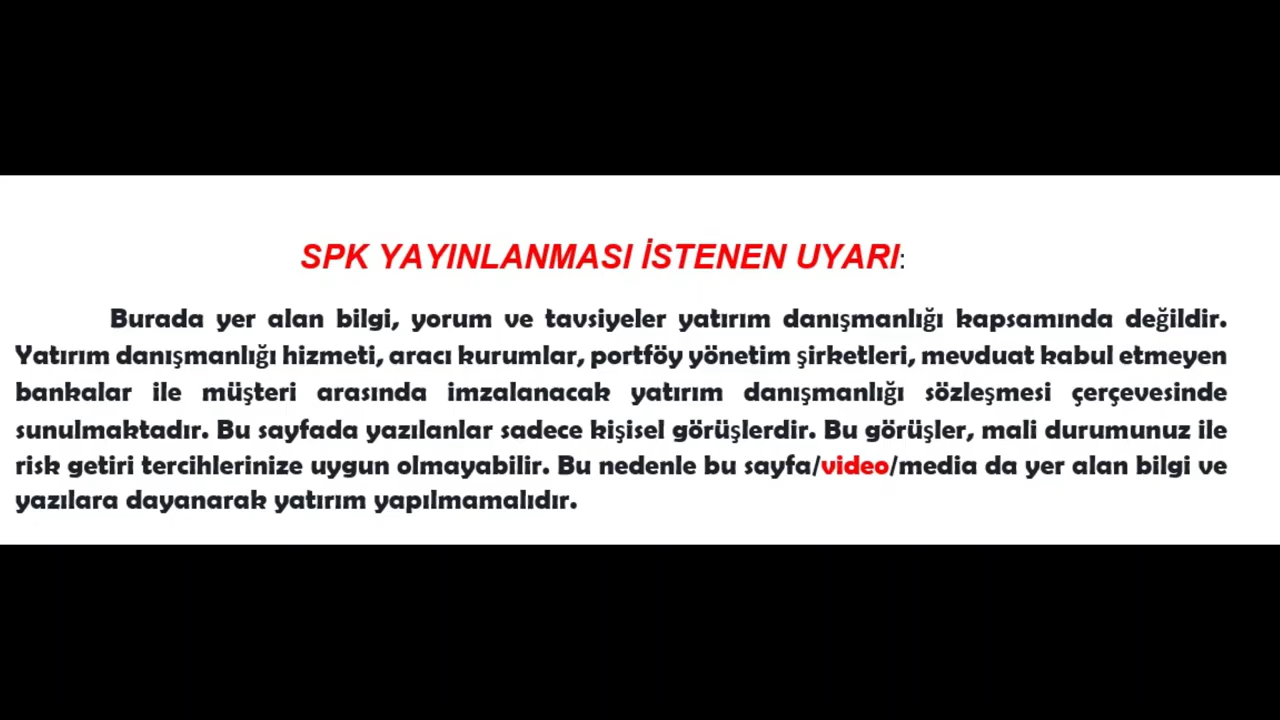 SPK YAYINLANMASI İSTENEN UYARI:
Burada yer alan bilgi, yorum ve tavsiyeler yatırım danışmanlığı kapsamında değildir.
Yatırım danışmanlığı hizmeti, aracı kurumlar, portföy yönetim şirketleri, mevduat kabul etmeyen
bankalar ile müşteri arasında imzalanacak yatırım danışmanlığı sözleşmesi çerçevesinde
sunulmaktadır. Bu sayfada yazılanlar sadece kişisel görüşlerdir. Bu görüşler, mali durumunuz ile
risk getiri tercihlerinize uygun olmayabilir. Bu nedenle bu sayfa/video/media da yer alan bilgi ve
yazılara dayanarak yatırım yapılmamalıdır.